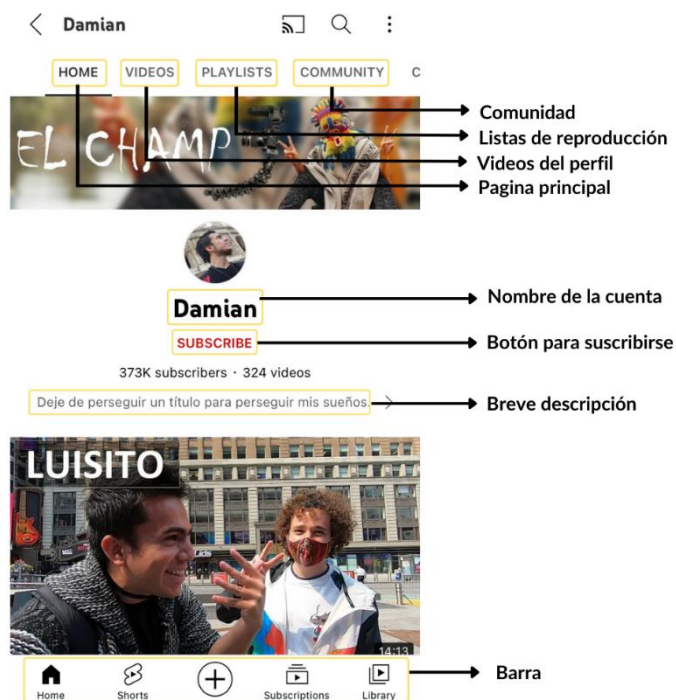 Damian
HOME VIDEOS PLAYLISTS COMMUNITY C
EL CHAMP
Comunidad
Listas de reproducción
Videos del perfil
Pagina principal
Damian
Nombre de la cuenta
SUBSCRIBE
Botón para suscribirse
373K subscribers · 324 videos
Deje de perseguir un título para perseguir mis sueños.
Breve descripción
LUISITO
14:13
Home Shorts Subscriptions Library
Barra